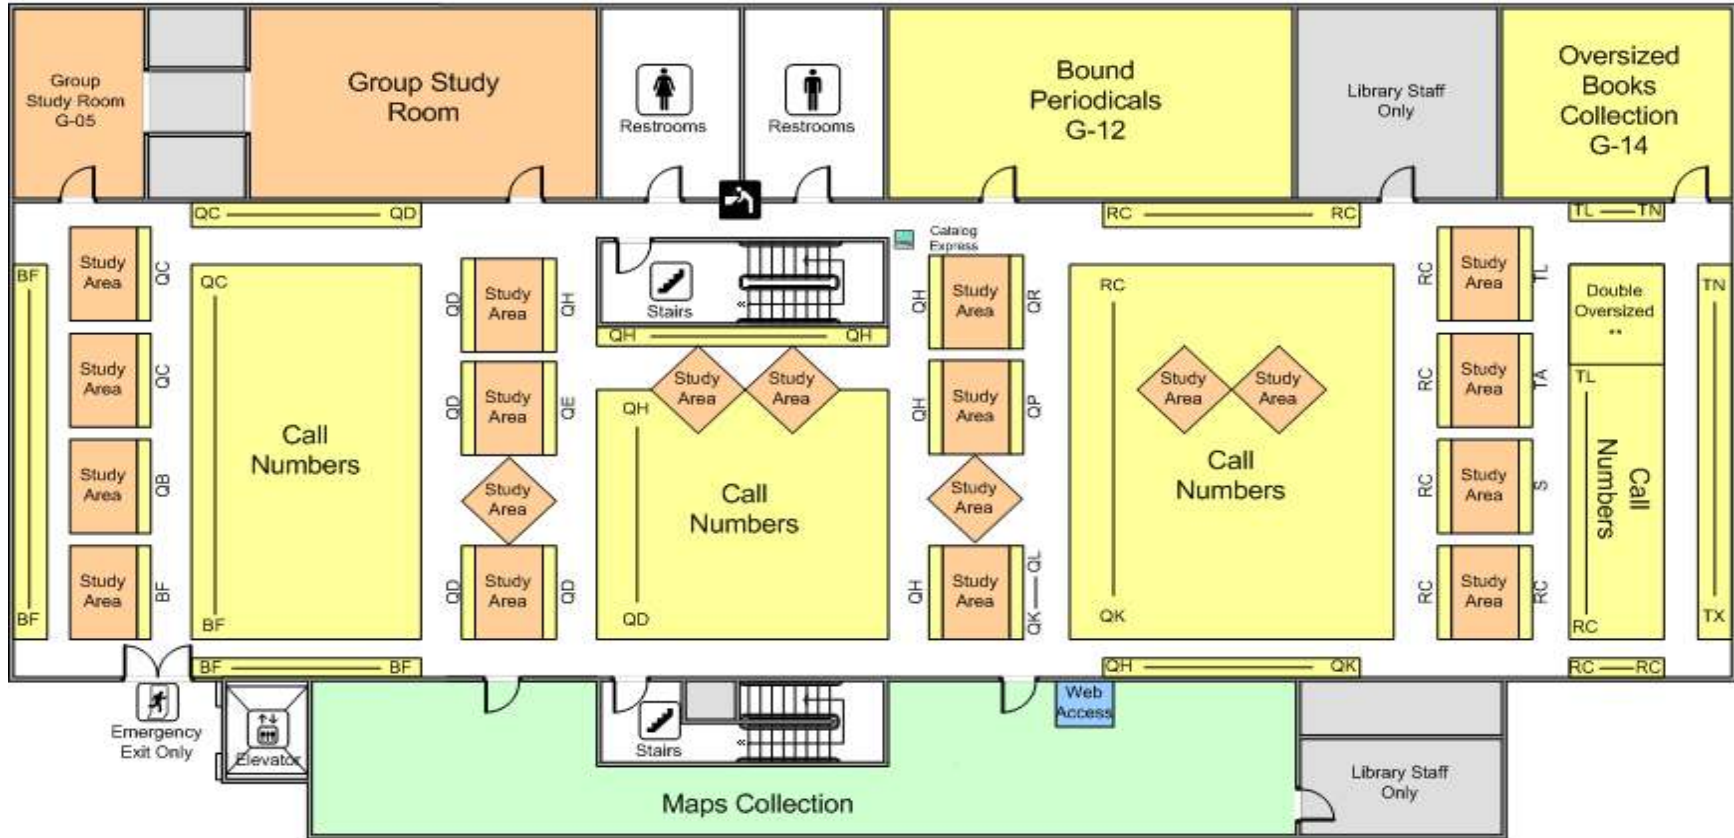 Group
Study Room
G-05
Group Study
Room
Restrooms
Restrooms
Bound
Periodicals
G-12
Library Staff
Only
Oversized
Books
Collection
G-14
QC QD
RC RC
TL TN
Catalog
Express
Stairs
QH QH
BF
BF
Study
Area
QC
Study
Area
QC
Study
Area
QB
Study
Area
BF
QC
Call
Numbers
BF
QD
Study
Area
QH
QD
Study
Area
QE
Study
Area
QD
Study
Area
QD
Study
Area
Study
Area
QH
Call
Numbers
QD
QH
Study
Area
QR
QH
Study
Area
QP
Study
Area
QH
Study
Area
QK QL
RC
Study
Area
Study
Area
Call
Numbers
QK
RC
Study
Area
TL
RC
Study
Area
TA
RC
Study
Area
S
RC
Study
Area
RC
Double
Oversized
**
TL
Call
Numbers
RC
TN
TX
BF BF
QH QK
RC RC
Emergency
Exit Only
Elevator
Stairs
Web
Access
Maps Collection
Library Staff
Only